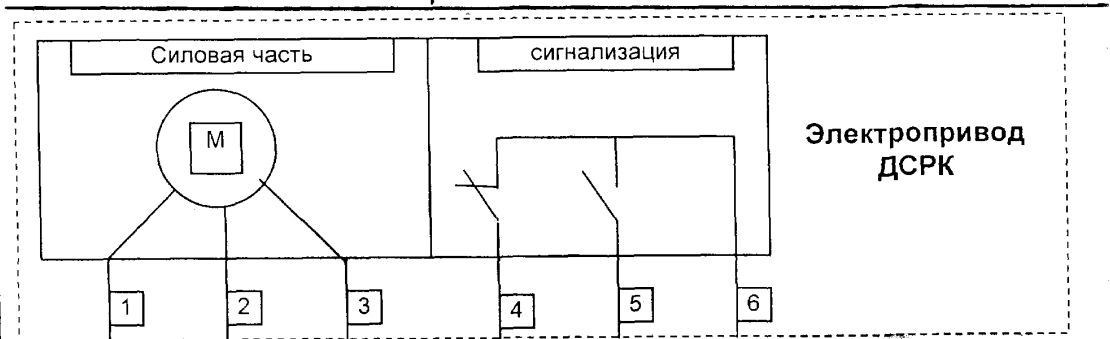 Силовая часть
сигнализация
М
Электропривод
ДСРК
1
2
3
4
5
6